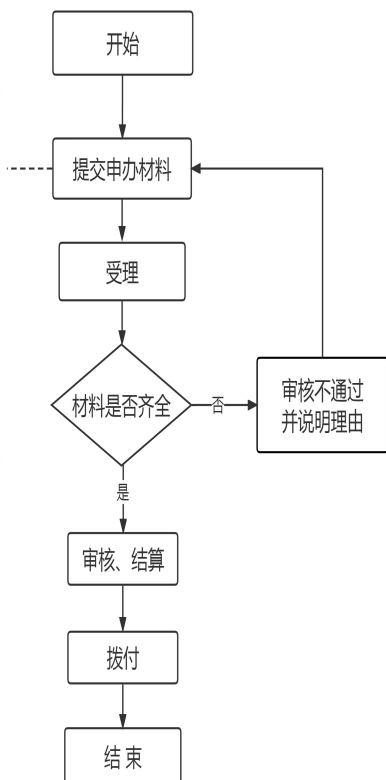 开始
提交申办材料
受理
材料是否齐全
否
审核不通过
并说明理由
是
审核、结算
拨付
结 束